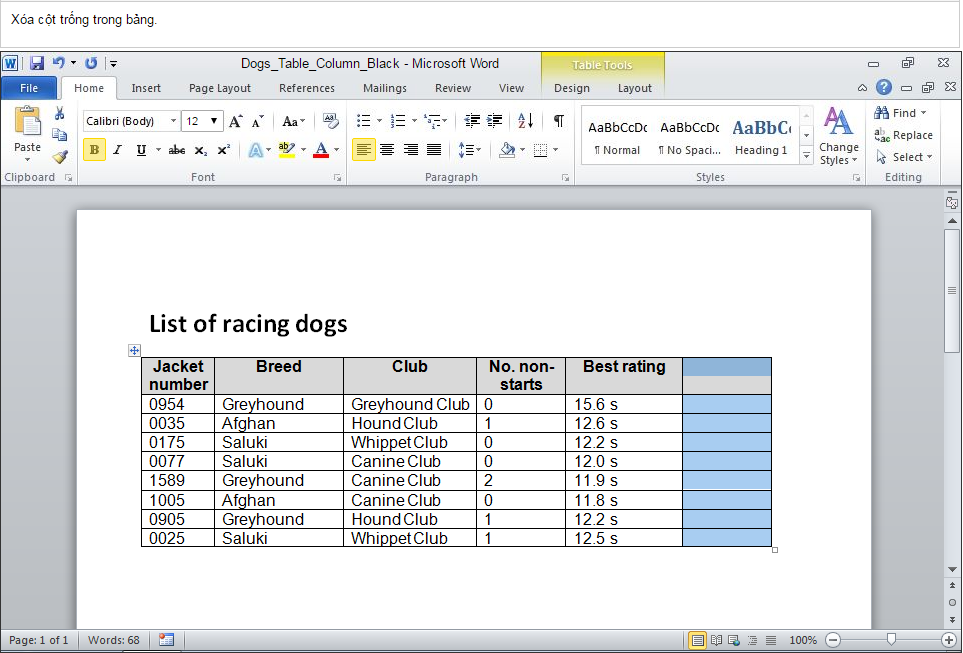 Xóa cột trống trong bảng.
Dogs_Table_Column_Black - Microsoft Word
Table Tools
File Home Insert Page Layout References Mailings Review View Design Layout
Paste
Calibri (Body) 12
AaBbCcDc AaBbCcDc AaBbC
¶ Normal ¶ No Spaci... Heading 1
Change Styles
Find
Replace
Select
Clipboard Font Paragraph Styles Editing
List of racing dogs
Jacket number Breed Club No. non-starts Best rating
0954 Greyhound Greyhound Club 0 15.6 s
0035 Afghan Hound Club 1 12.6 s
0175 Saluki Whippet Club 0 12.2 s
0077 Saluki Canine Club 0 12.0 s
1589 Greyhound Canine Club 2 11.9 s
1005 Afghan Canine Club 0 11.8 s
0905 Greyhound Hound Club 1 12.2 s
0025 Saluki Whippet Club 1 12.5 s
Page: 1 of 1 Words: 68 100%